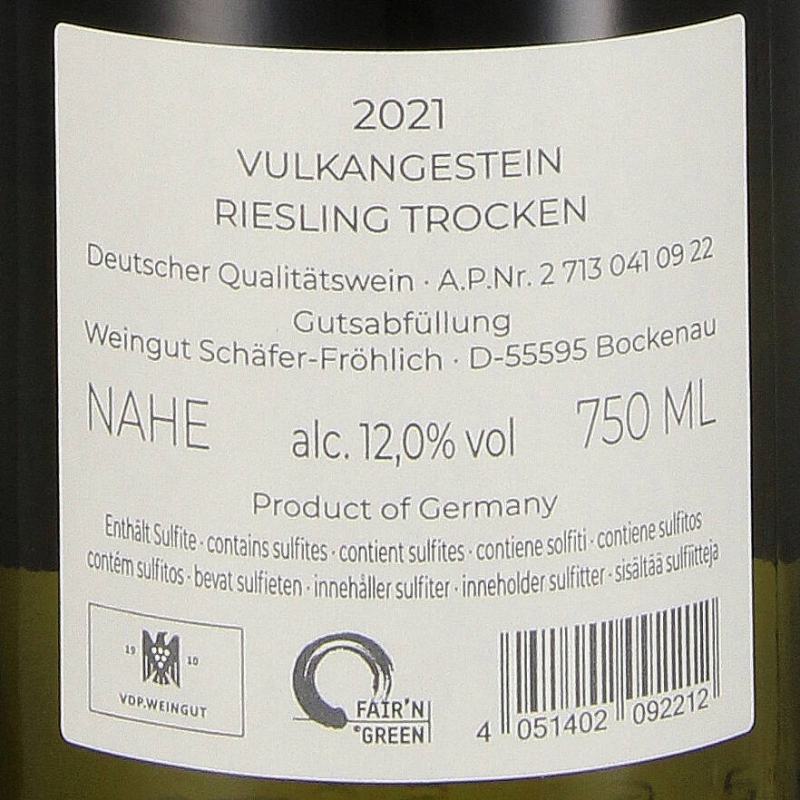 2021
VULKANGESTEIN
RIESLING TROCKEN
Deutscher Qualitätswein · A.P.Nr. 2 713 041 09 22
Gutsabfüllung
Weingut Schäfer-Fröhlich · D-55595 Bockenau
NAHE alc. 12,0% vol 750 ML
Product of Germany
Enthält Sulfite · contains sulfites · contient sulfites · contiene solfiti · contiene sulfitos
contém sulfitos · bevat sulfieten · innehåller sulfiter · inneholder sulfitter · sisältää sulfiitteja
19 10
VDP.WEINGUT
FAIR'N
GREEN
4 051402 092212